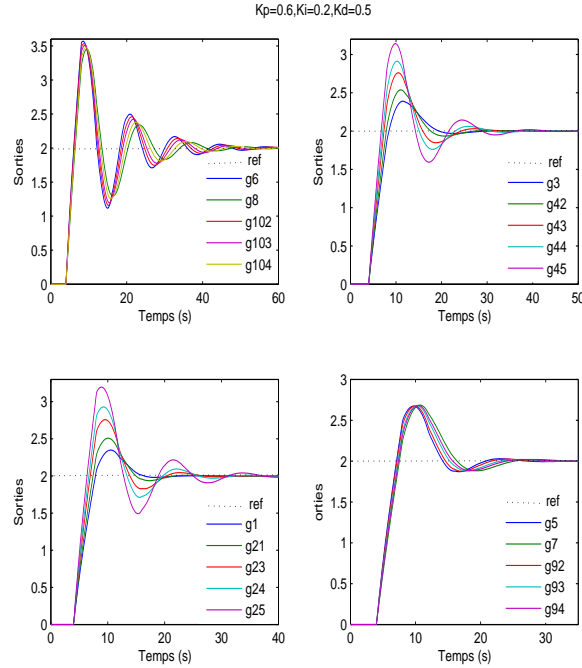 Kp=0.6,Ki=0.2,Kd=0.5
3.5
3
2.5
2
1.5
1
0.5
0
0 20 40 60
Sorties
Temps (s)
ref
g6
g8
g102
g103
g104
3
2.5
2
1.5
1
0.5
0
0 10 20 30 40 50
Sorties
Temps (s)
ref
g3
g42
g43
g44
g45
3
2.5
2
1.5
1
0.5
0
0 10 20 30 40
Sorties
Temps (s)
ref
g1
g21
g23
g24
g25
3
2.5
2
1.5
1
0.5
0
0 10 20 30
orties
Temps (s)
ref
g5
g7
g92
g93
g94